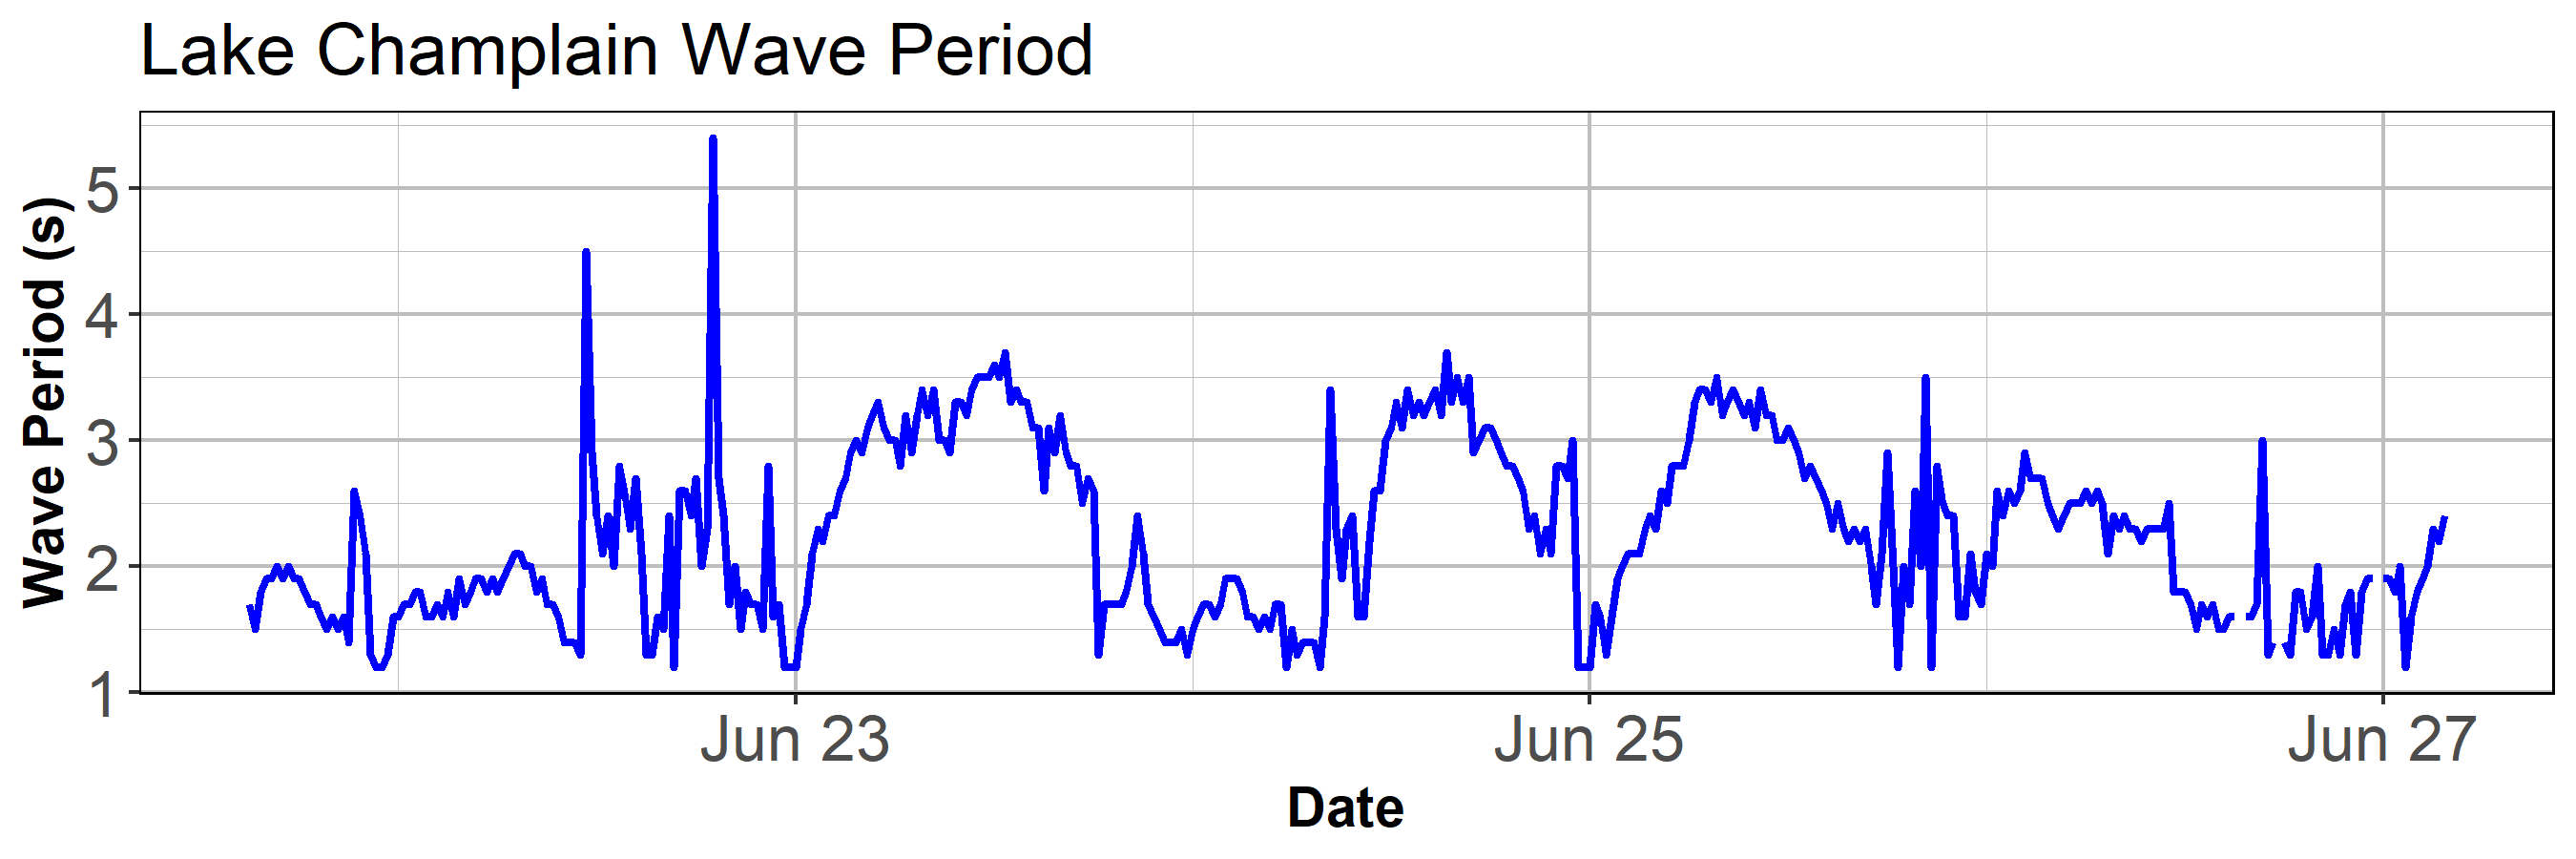 Lake Champlain Wave Period
Wave Period (s)
5
4
3
2
1
Jun 23
Jun 25
Jun 27
Date